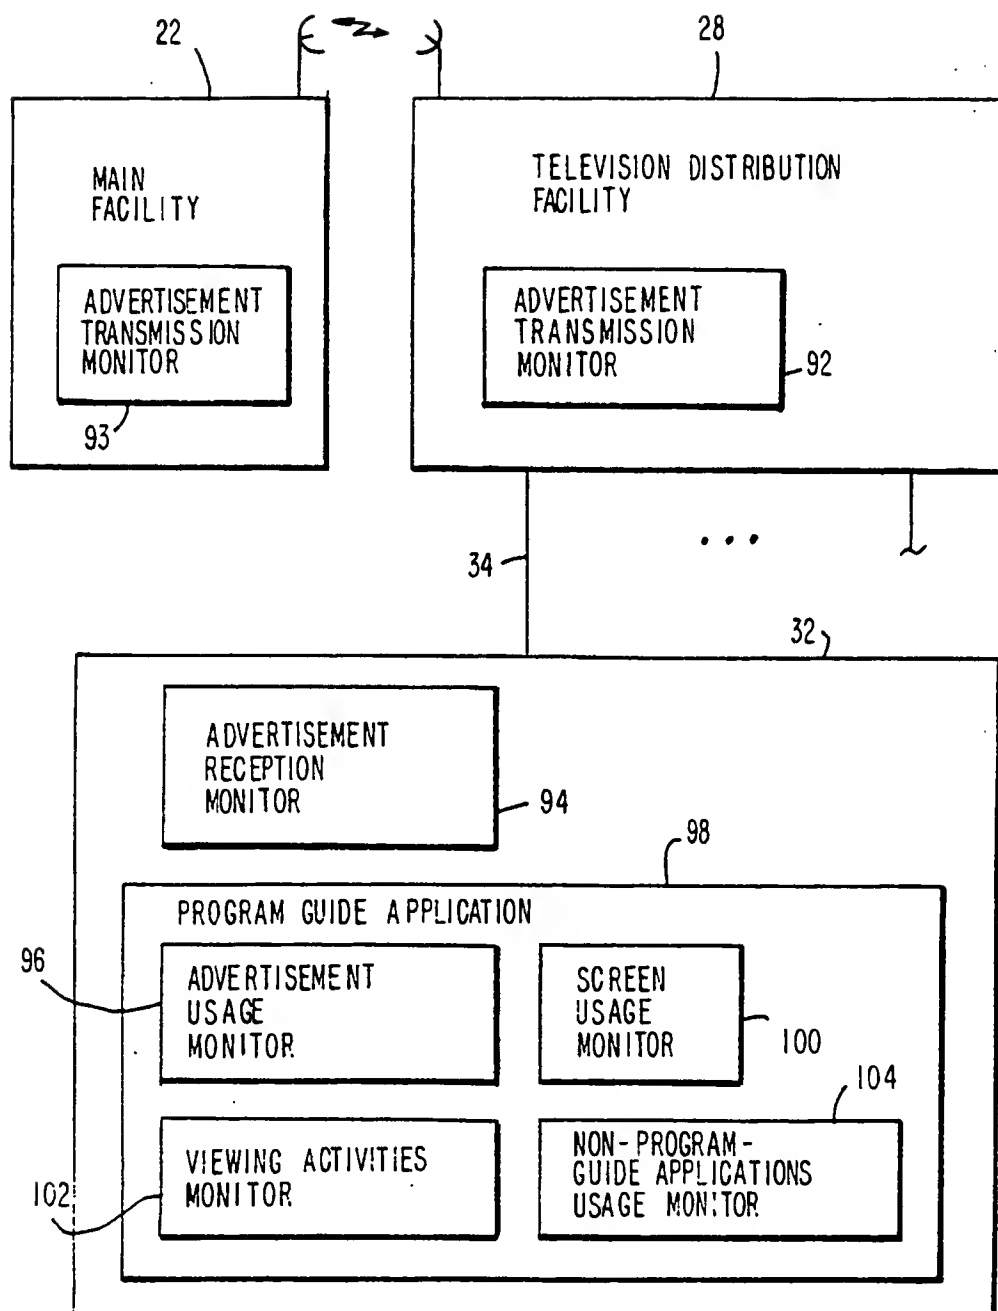 22
28
MAIN
FACILITY
TELEVISION DISTRIBUTION
FACILITY
ADVERTISEMENT
TRANSMISSION
MONITOR
93
ADVERTISEMENT
TRANSMISSION
MONITOR
92
34
...
32
ADVERTISEMENT
RECEPTION
MONITOR
94
98
PROGRAM GUIDE APPLICATION
96
ADVERTISEMENT
USAGE
MONITOR
SCREEN
USAGE
MONITOR
100
104
VIEWING ACTIVITIES
MONITOR
102
NON-PROGRAM-
GUIDE APPLICATIONS
USAGE MONITOR